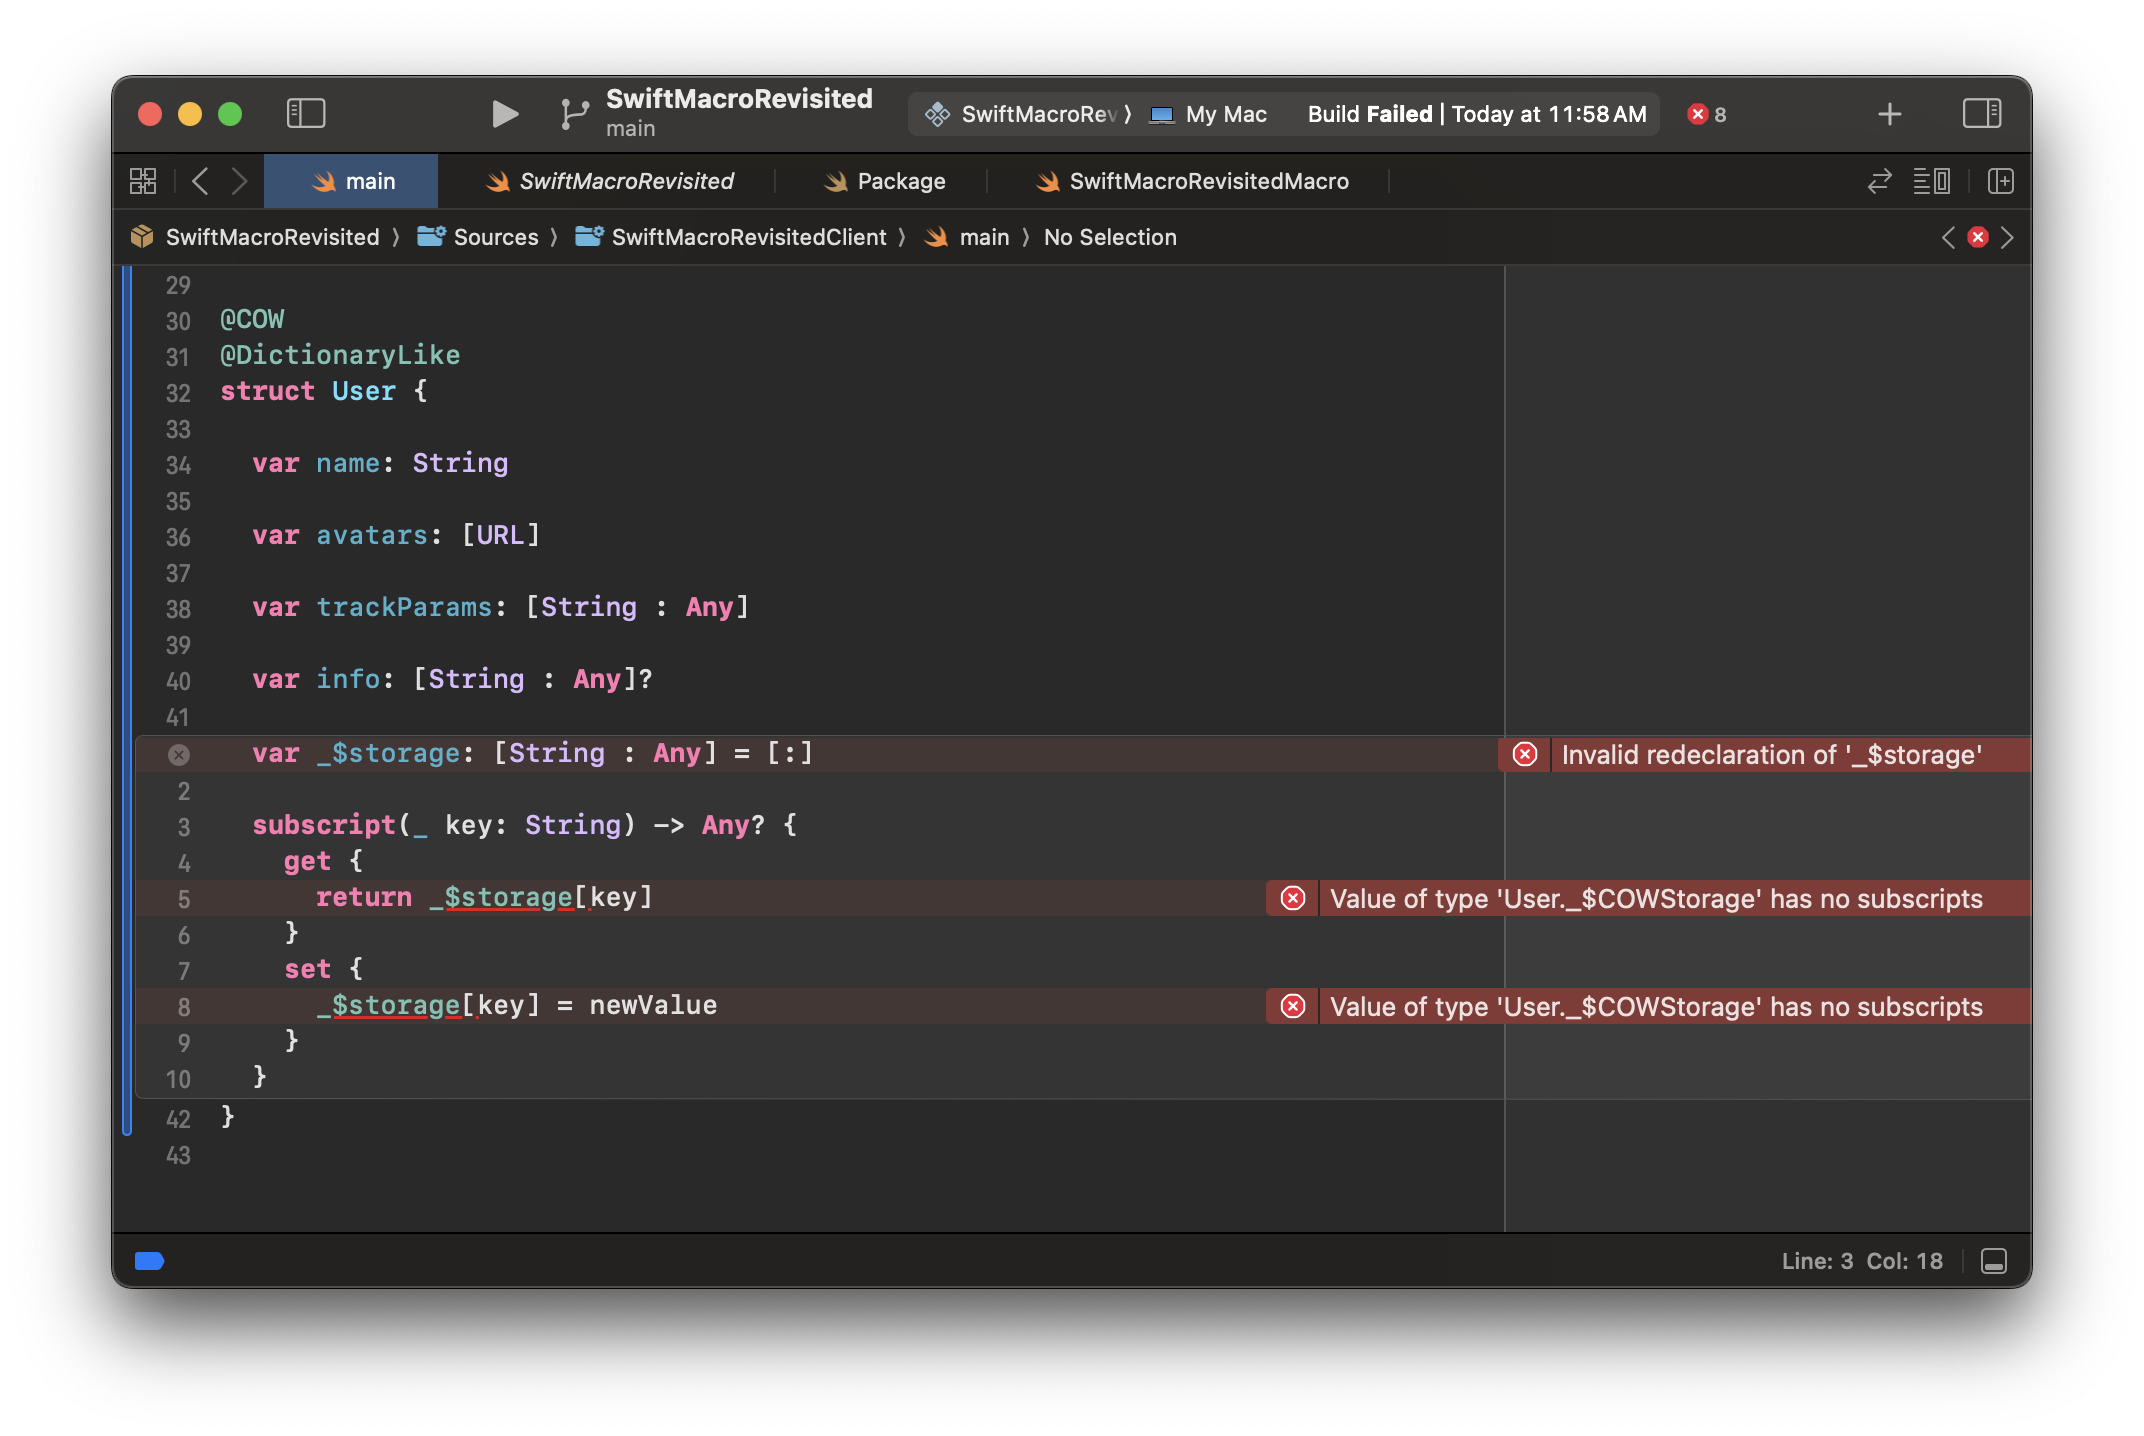 SwiftMacroRevisited
main
SwiftMacroRev 〉 My Mac
Build Failed | Today at 11:58 AM
8
main
SwiftMacroRevisited
Package
SwiftMacroRevisitedMacro
SwiftMacroRevisited 〉 Sources 〉 SwiftMacroRevisitedClient 〉 main 〉 No Selection
29
30 @COW
31 @DictionaryLike
32 struct User {
33
34 var name: String
35
36 var avatars: [URL]
37
38 var trackParams: [String : Any]
39
40 var info: [String : Any]?
41
var _$storage: [String : Any] = [:] Invalid redeclaration of '_$storage'
2
3 subscript(_ key: String) -> Any? {
4 get {
5 return _$storage[key] Value of type 'User._$COWStorage' has no subscripts
6 }
7 set {
8 _$storage[key] = newValue Value of type 'User._$COWStorage' has no subscripts
9 }
10 }
42 }
43
Line: 3 Col: 18